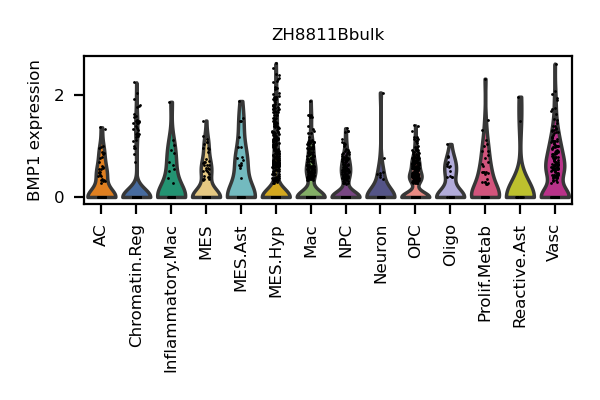 ZH8811Bbulk
BMP1 expression
2
0
AC
Chromatin.Reg
Inflammatory.Mac
MES
MES.Ast
MES.Hyp
Mac
NPC
Neuron
OPC
Oligo
Prolif.Metab
Reactive.Ast
Vasc